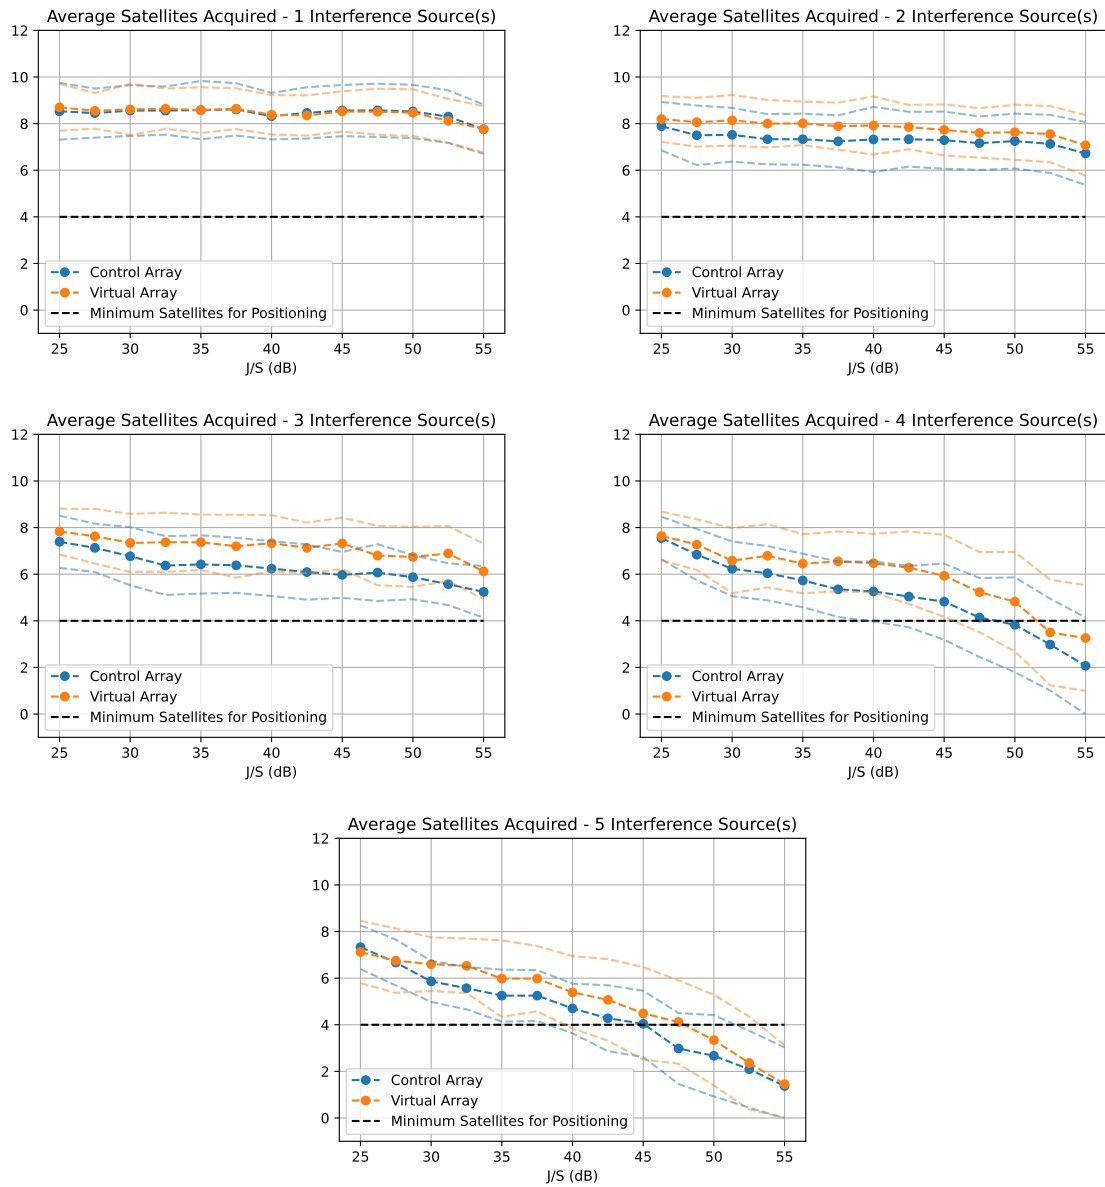 Average Satellites Acquired - 1 Interference Source(s)
12
10
8
6
4
2
0
Control Array
Virtual Array
Minimum Satellites for Positioning
25 30 35 40 45 50 55
J/S (dB)
Average Satellites Acquired - 2 Interference Source(s)
12
10
8
6
4
2
0
Control Array
Virtual Array
Minimum Satellites for Positioning
25 30 35 40 45 50 55
J/S (dB)
Average Satellites Acquired - 3 Interference Source(s)
12
10
8
6
4
2
0
Control Array
Virtual Array
Minimum Satellites for Positioning
25 30 35 40 45 50 55
J/S (dB)
Average Satellites Acquired - 4 Interference Source(s)
12
10
8
6
4
2
0
Control Array
Virtual Array
Minimum Satellites for Positioning
25 30 35 40 45 50 55
J/S (dB)
Average Satellites Acquired - 5 Interference Source(s)
12
10
8
6
4
2
0
Control Array
Virtual Array
Minimum Satellites for Positioning
25 30 35 40 45 50 55
J/S (dB)